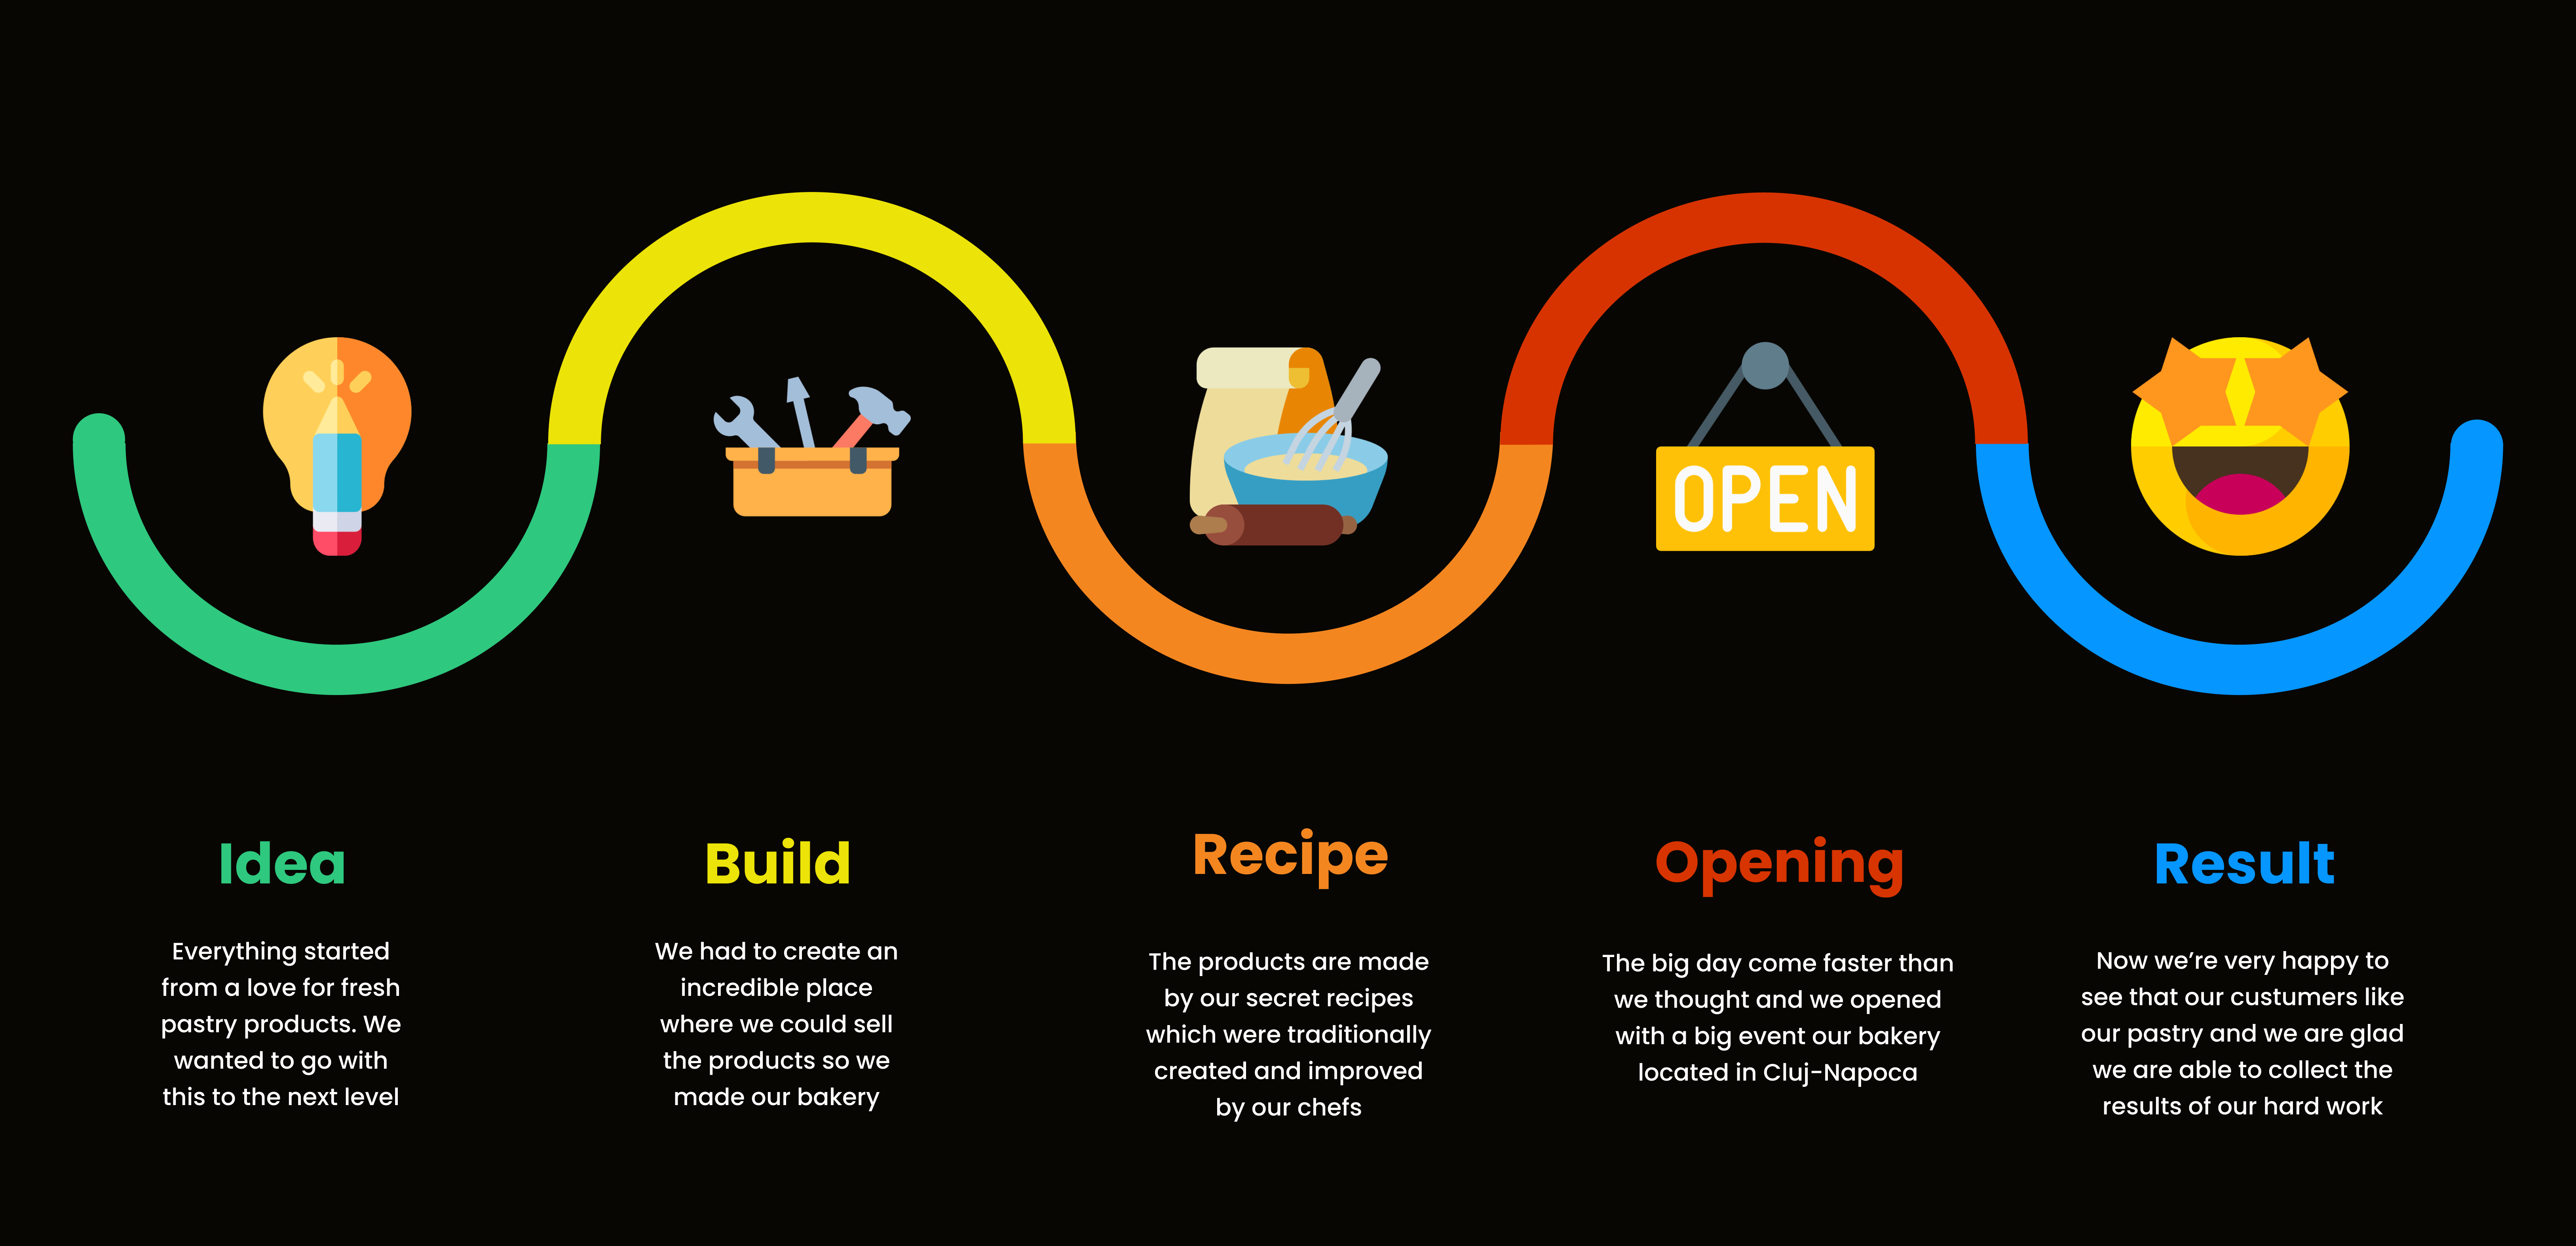 OPEN
Idea
Everything started
from a love for fresh
pastry products. We
wanted to go with
this to the next level
Build
We had to create an
incredible place
where we could sell
the products so we
made our bakery
Recipe
The products are made
by our secret recipes
which were traditionally
created and improved
by our chefs
Opening
The big day come faster than
we thought and we opened
with a big event our bakery
located in Cluj-Napoca
Result
Now we’re very happy to
see that our custumers like
our pastry and we are glad
we are able to collect the
results of our hard work